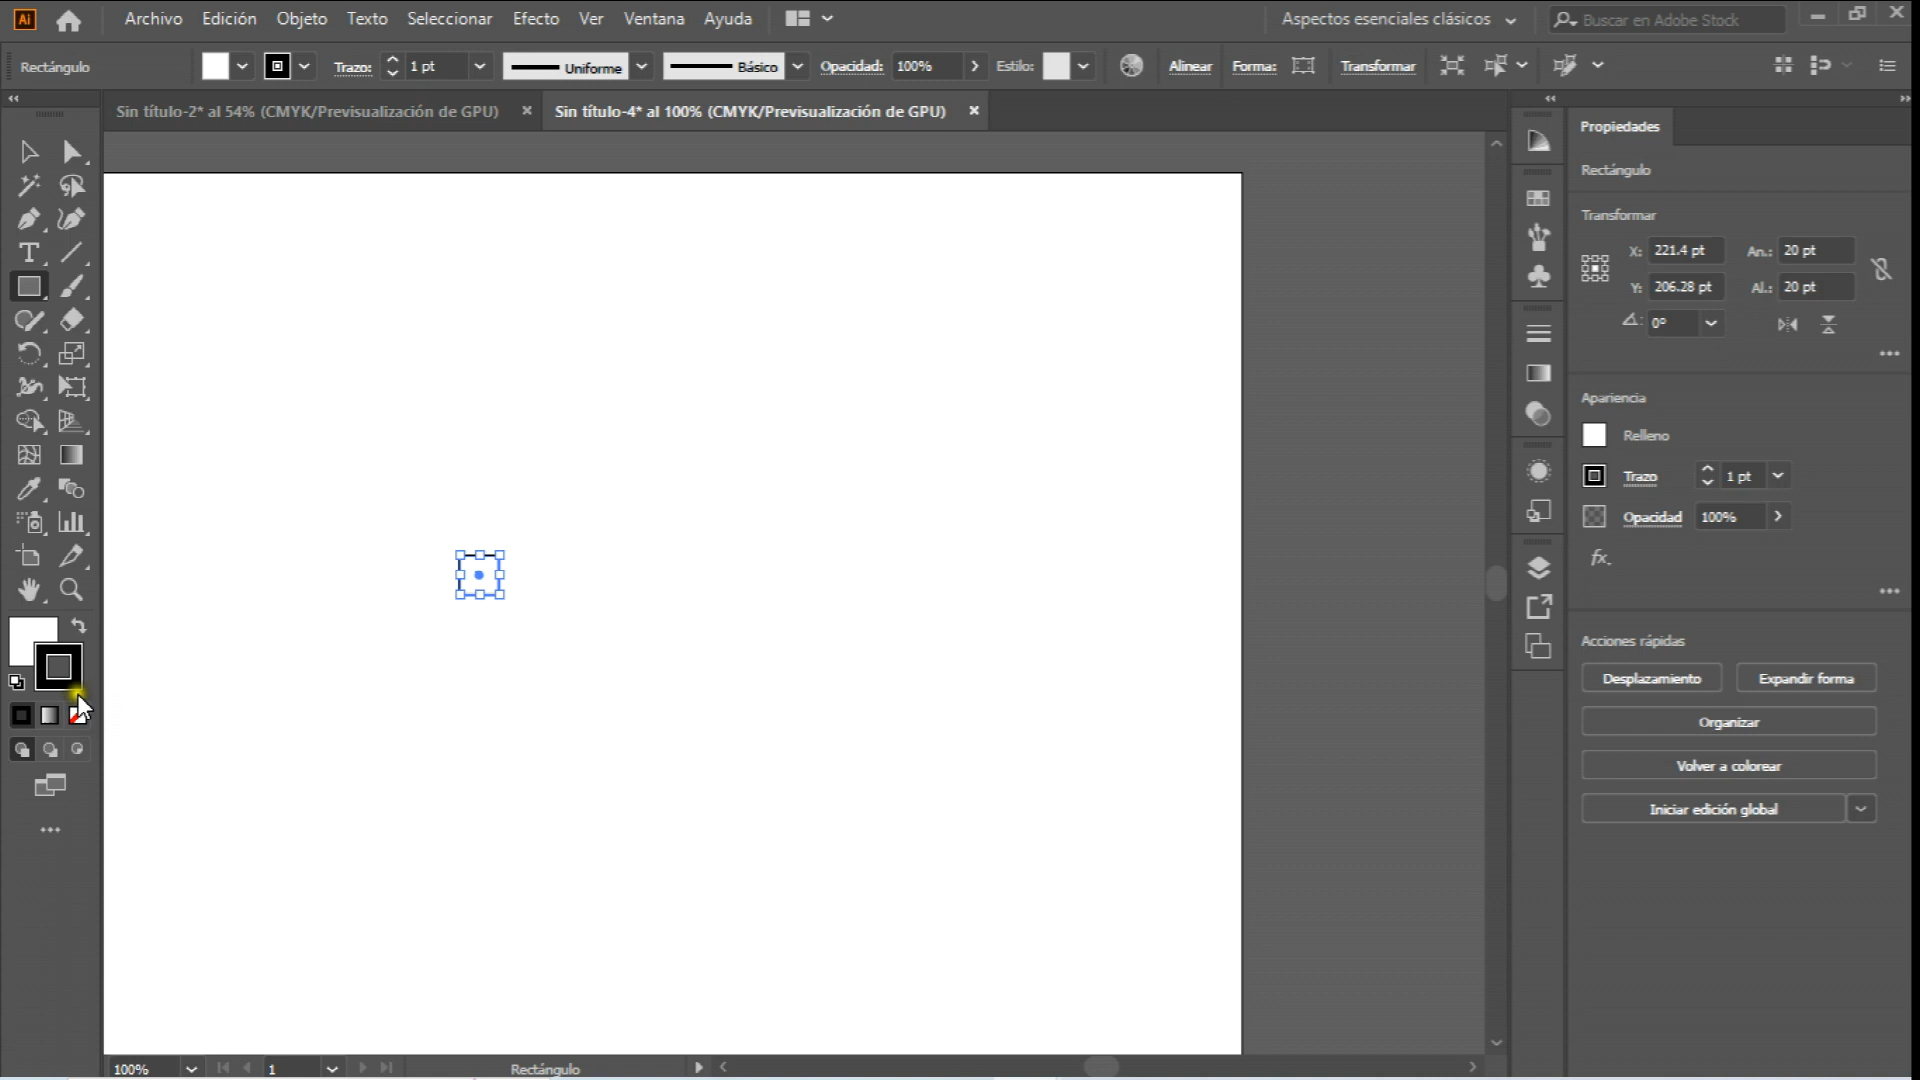 Ai Archivo Edición Objeto Texto Seleccionar Efecto Ver Ventana Ayuda Aspectos esenciales clásicos Buscar en Adobe Stock
Rectángulo Trazo: 1 pt Uniforme Básico Opacidad: 100% Estilo: Alinear Forma: Transformar
Sin título-2* al 54% (CMYK/Previsualización de GPU) Sin título-4* al 100% (CMYK/Previsualización de GPU)
Propiedades
Rectángulo
Transformar
X: 221.4 pt An.: 20 pt
Y: 206.28 pt Al.: 20 pt
0°
Apariencia
Relleno
Trazo 1 pt
Opacidad 100%
fx.
Acciones rápidas
Desplazamiento Expandir forma
Organizar
Volver a colorear
Iniciar edición global
100% 1 Rectángulo